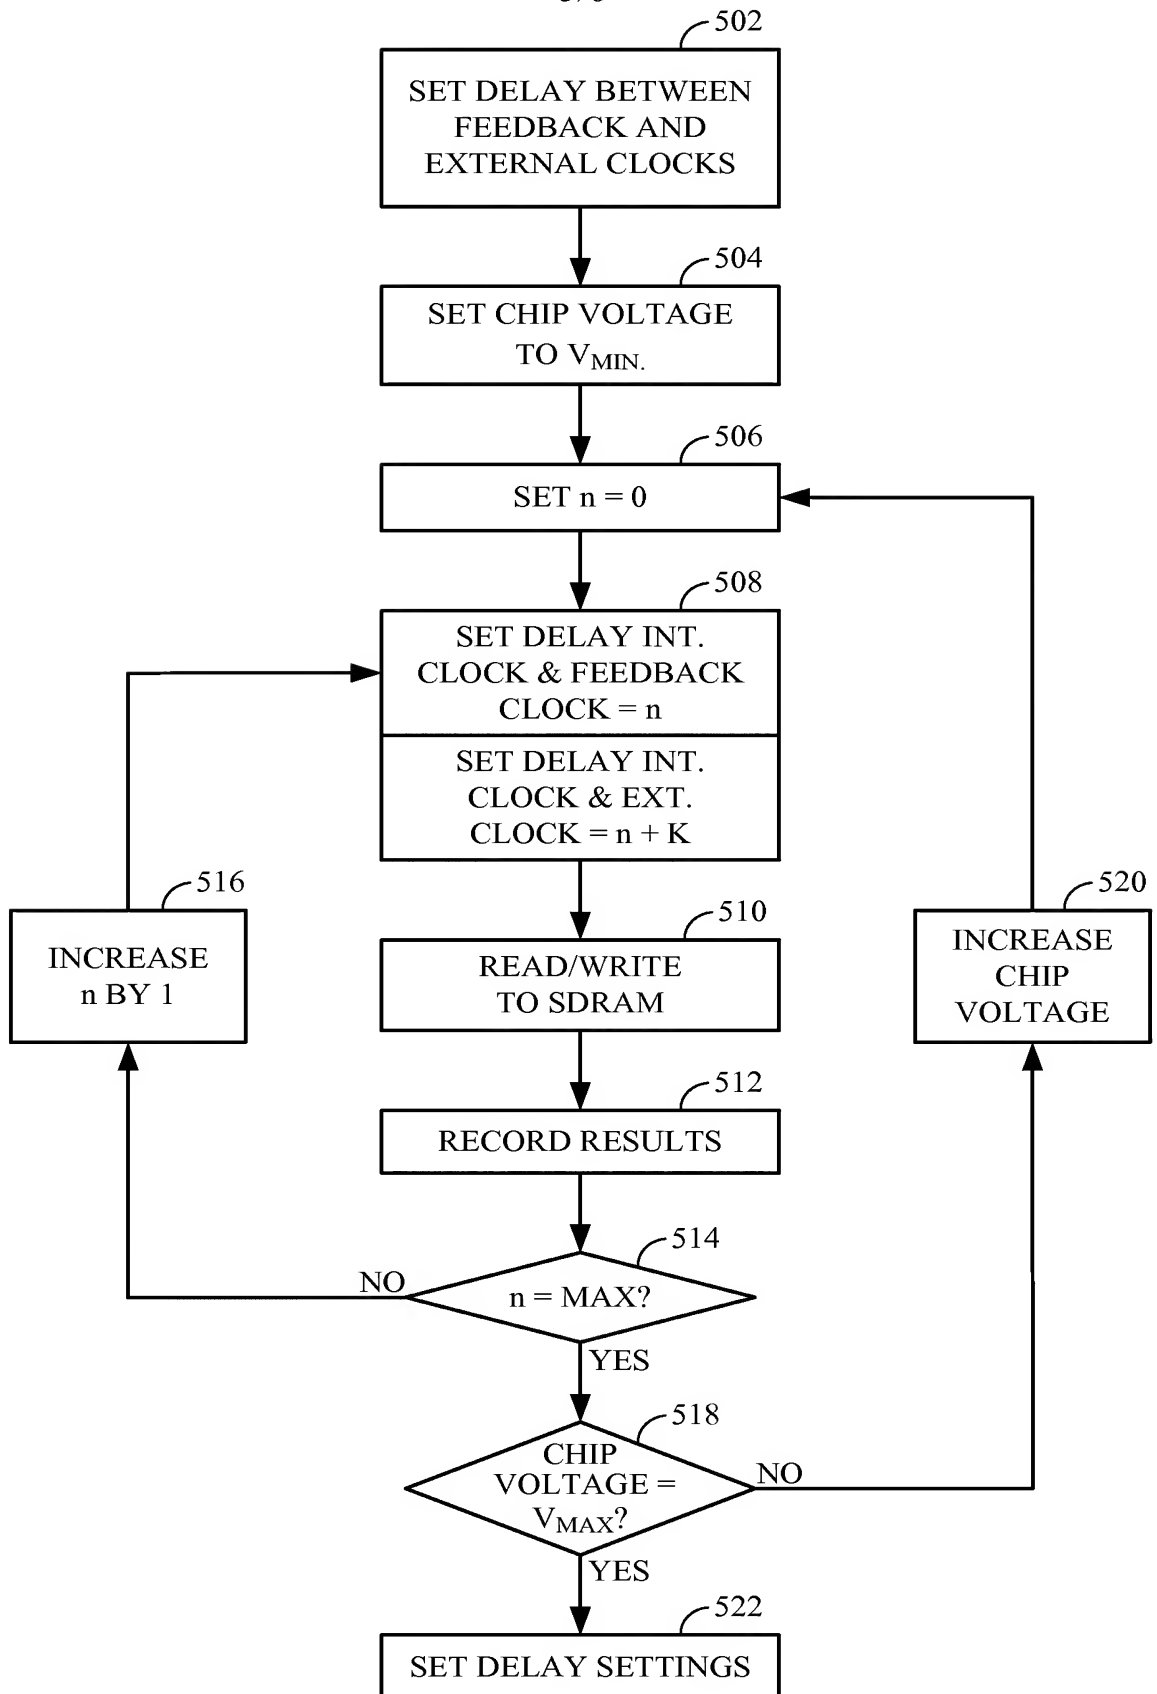 502
SET DELAY BETWEEN
FEEDBACK AND
EXTERNAL CLOCKS
504
SET CHIP VOLTAGE
TO VMIN.
506
SET n = 0
508
SET DELAY INT.
CLOCK & FEEDBACK
CLOCK = n
SET DELAY INT.
CLOCK & EXT.
CLOCK = n + K
516
INCREASE
n BY 1
520
INCREASE
CHIP
VOLTAGE
510
READ/WRITE
TO SDRAM
512
RECORD RESULTS
514
n = MAX?
NO
YES
518
CHIP
VOLTAGE =
VMAX?
NO
YES
522
SET DELAY SETTINGS